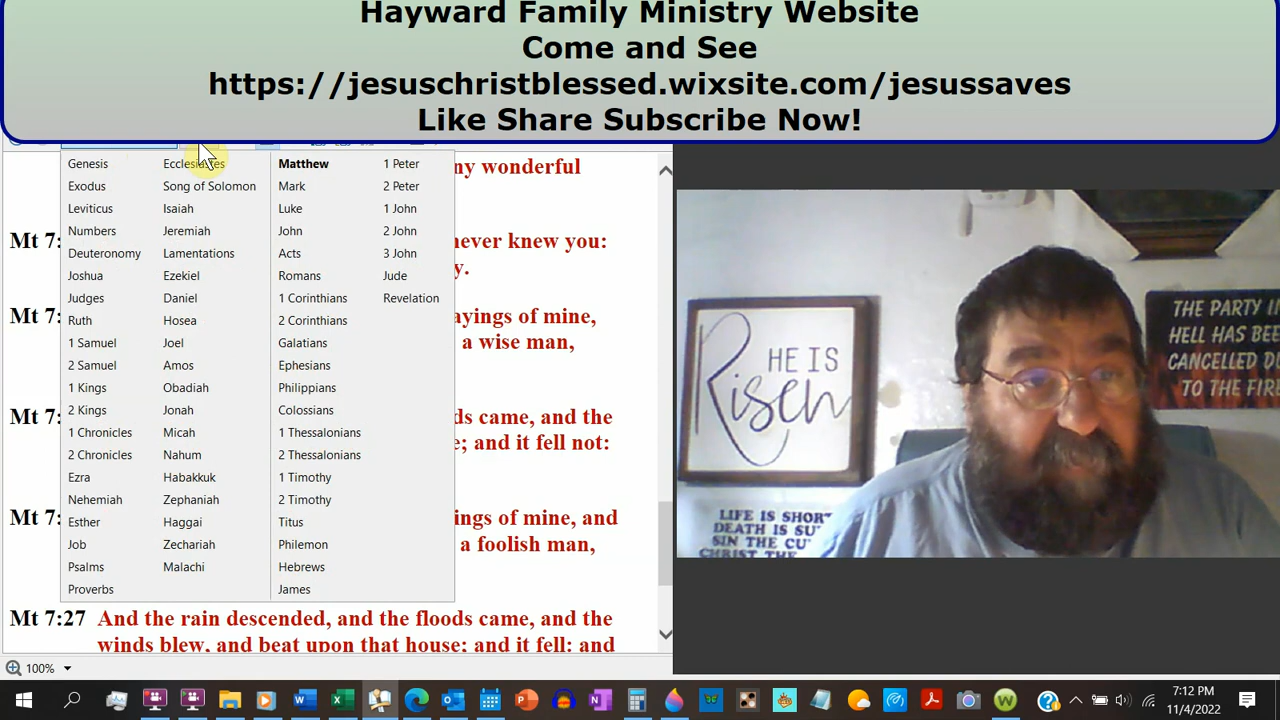 Hayward Family Ministry Website
Come and See
https://jesuschristblessed.wixsite.com/jesussaves
Like Share Subscribe Now!
Genesis
Exodus
Leviticus
Numbers
Deuteronomy
Joshua
Judges
Ruth
1 Samuel
2 Samuel
1 Kings
2 Kings
1 Chronicles
2 Chronicles
Ezra
Nehemiah
Esther
Job
Psalms
Proverbs
Ecclesiastes
Song of Solomon
Isaiah
Jeremiah
Lamentations
Ezekiel
Daniel
Hosea
Joel
Amos
Obadiah
Jonah
Micah
Nahum
Habakkuk
Zephaniah
Haggai
Zechariah
Malachi
Matthew
Mark
Luke
John
Acts
Romans
1 Corinthians
2 Corinthians
Galatians
Ephesians
Philippians
Colossians
1 Thessalonians
2 Thessalonians
1 Timothy
2 Timothy
Titus
Philemon
Hebrews
James
1 Peter
2 Peter
1 John
2 John
3 John
Jude
Revelation
ny wonderful
Mt 7: never knew you:
y.
Mt 7: ayings of mine,
a wise man,
Mt 7: ds came, and the
e; and it fell not:
Mt 7: ings of mine, and
a foolish man,
Mt 7:27 And the rain descended, and the floods came, and the
winds blew, and beat upon that house; and it fell: and
100%
HE IS
Risen
THE PARTY IN
HELL HAS BEE
CANCELLED DU
TO THE FIRE
LIFE IS SHOR
DEATH IS SU
SIN THE CU
CHRIST THE
7:12 PM
11/4/2022